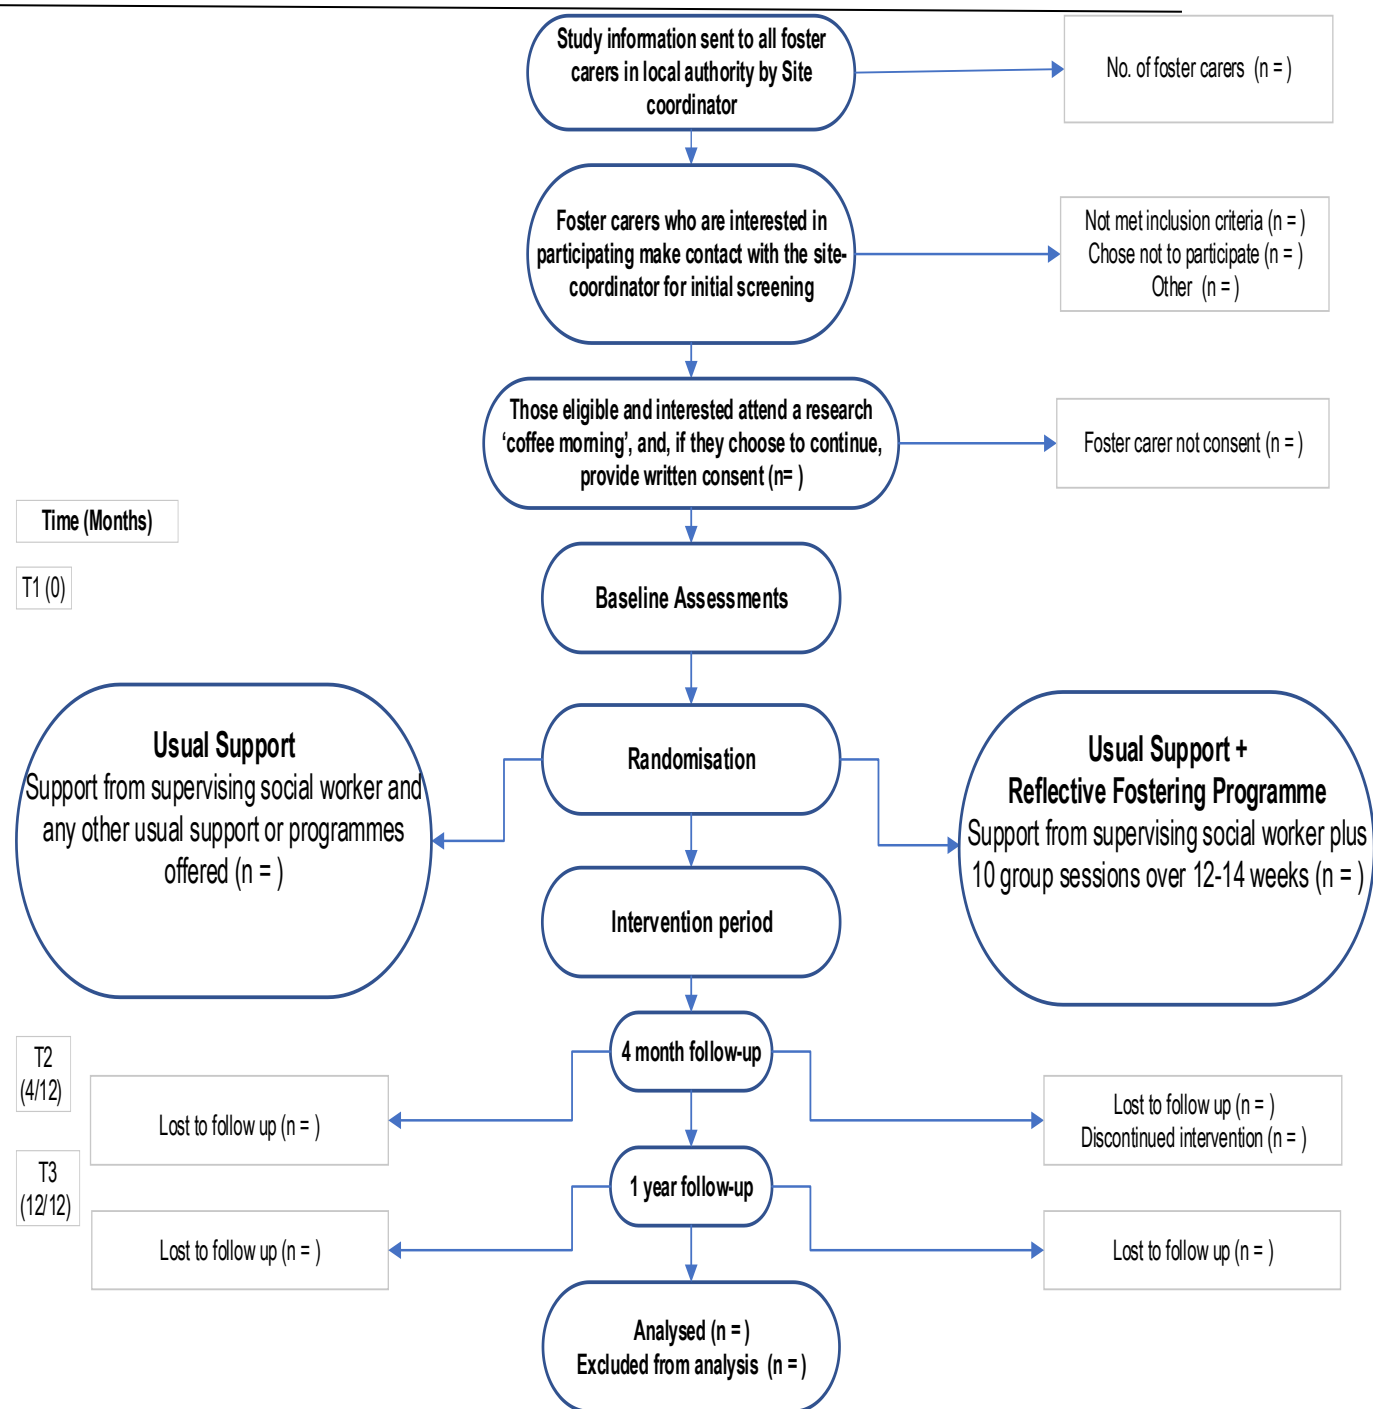 Study information sent to all foster
carers in local authority by Site
coordinator
No. of foster carers (n = )
Foster carers who are interested in
participating make contact with the site-
coordinator for initial screening
Not met inclusion criteria (n = )
Chose not to participate (n = )
Other (n = )
Those eligible and interested attend a research
‘coffee morning’, and, if they choose to continue,
provide written consent (n= )
Foster carer not consent (n = )
Time (Months)
T1 (0)
Baseline Assessments
Randomisation
Usual Support
Support from supervising social worker and
any other usual support or programmes
offered (n = )
Usual Support +
Reflective Fostering Programme
Support from supervising social worker plus
10 group sessions over 12-14 weeks (n = )
Intervention period
T2
(4/12)
4 month follow-up
Lost to follow up (n = )
Lost to follow up (n = )
Discontinued intervention (n = )
T3
(12/12)
1 year follow-up
Lost to follow up (n = )
Lost to follow up (n = )
Analysed (n = )
Excluded from analysis (n = )